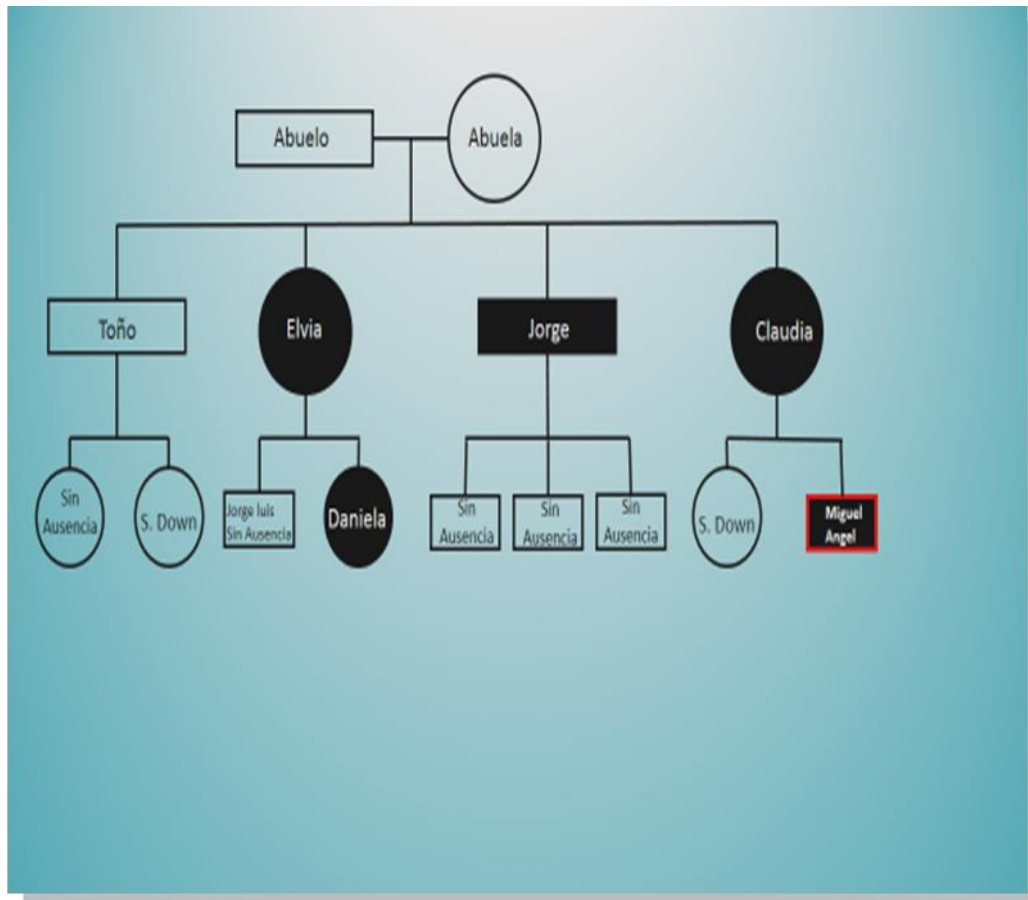 Abuelo
Abuela
Toño
Elvia
Jorge
Claudia
Sin
Ausencia
S. Down
Jorge luis
Sin Ausencia
Daniela
Sin
Ausencia
Sin
Ausencia
Sin
Ausencia
S. Down
Miguel
Angel